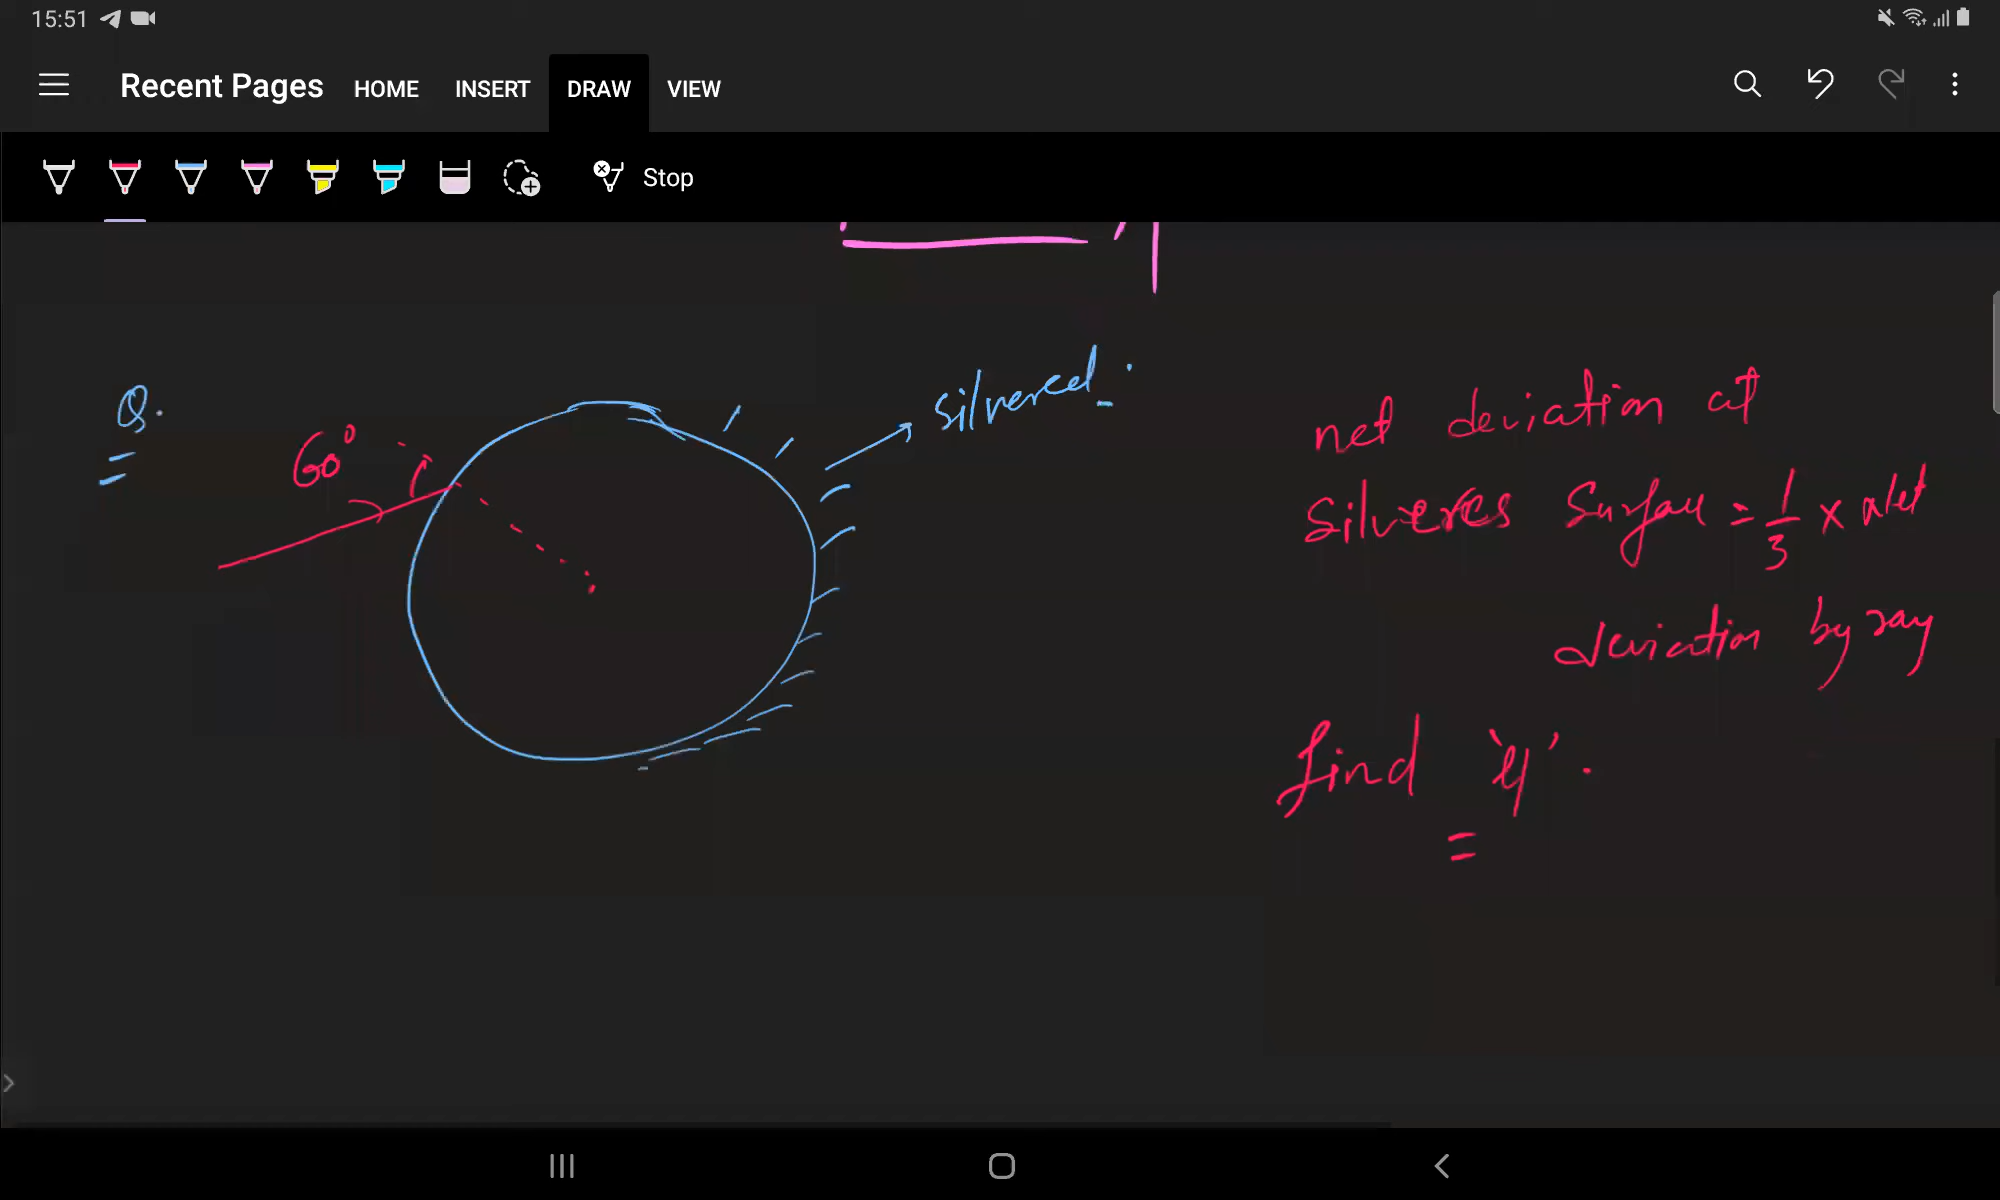 15:51
Recent Pages HOME INSERT DRAW VIEW
Stop
Q.
60°
silvered
net deviation at
Silveres Surface = 1/3 x Net
deviation by ray
find 'μ'.